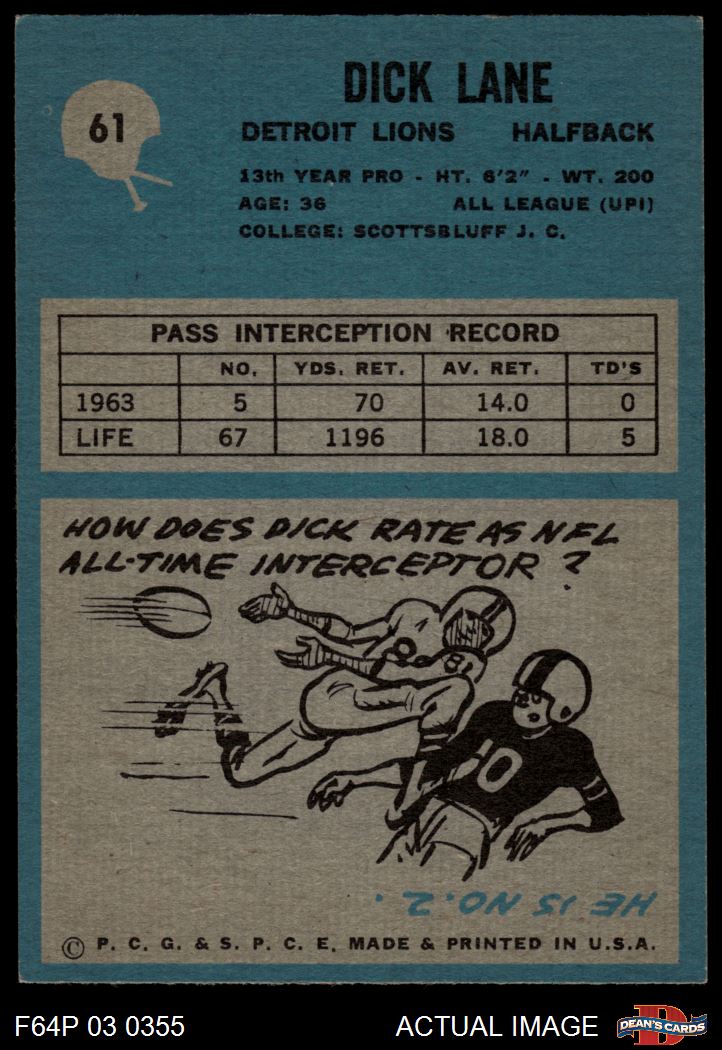 61
DICK LANE
DETROIT LIONS HALFBACK
13th YEAR PRO - HT. 6'2" - WT. 200
AGE: 36 ALL LEAGUE (UPI)
COLLEGE: SCOTTSBLUFF J. C.
PASS INTERCEPTION RECORD
NO. YDS. RET. AV. RET. TD'S
1963 5 70 14.0 0
LIFE 67 1196 18.0 5
HOW DOES DICK RATE AS NFL
ALL-TIME INTERCEPTOR ?
8
0
HE IS NO. 2.
© P. C. G. & S. P. C. E. MADE & PRINTED IN U.S.A.
F64P 03 0355 ACTUAL IMAGE D DEAN'S CARDS